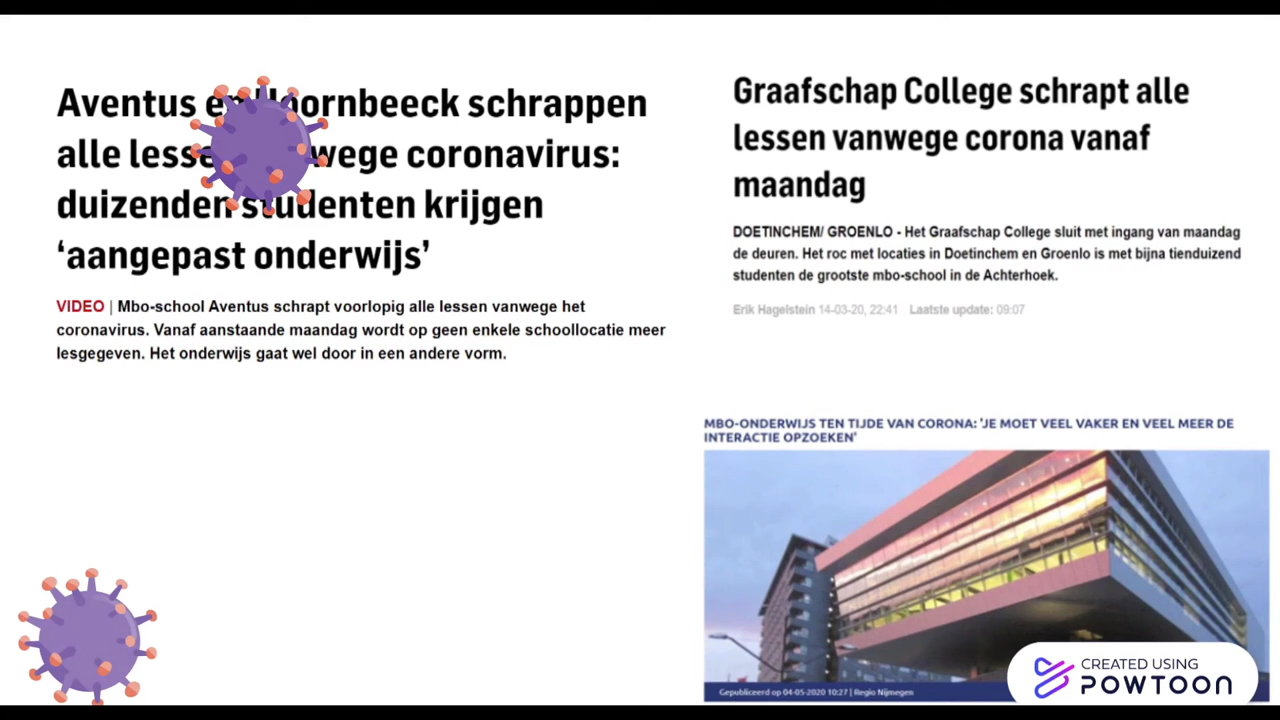 Aventus en Hoornbeeck schrappen
alle lessen vanwege coronavirus:
duizenden studenten krijgen
‘aangepast onderwijs’
VIDEO | Mbo-school Aventus schrapt voorlopig alle lessen vanwege het
coronavirus. Vanaf aanstaande maandag wordt op geen enkele schoollocatie meer
lesgegeven. Het onderwijs gaat wel door in een andere vorm.
Graafschap College schrapt alle
lessen vanwege corona vanaf
maandag
DOETINCHEM/ GROENLO - Het Graafschap College sluit met ingang van maandag
de deuren. Het roc met locaties in Doetinchem en Groenlo is met bijna tienduizend
studenten de grootste mbo-school in de Achterhoek.
Erik Hagelstein 14-03-20, 22:41 Laatste update: 09:07
MBO-ONDERWIJS TEN TIJDE VAN CORONA: 'JE MOET VEEL VAKER EN VEEL MEER DE
INTERACTIE OPZOEKEN'
Gepubliceerd op 04-05-2020 10:27 | Regio Nijmegen
CREATED USING
POWTOON